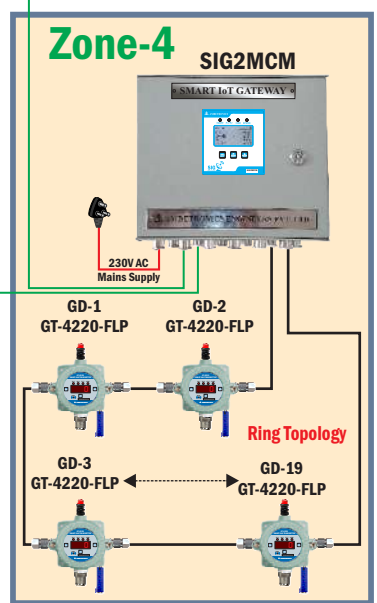 Zone-4
SIG2MCM
SMART IoT GATEWAY
230V AC
Mains Supply
GD-1
GT-4220-FLP
GD-2
GT-4220-FLP
Ring Topology
GD-3
GT-4220-FLP
GD-19
GT-4220-FLP